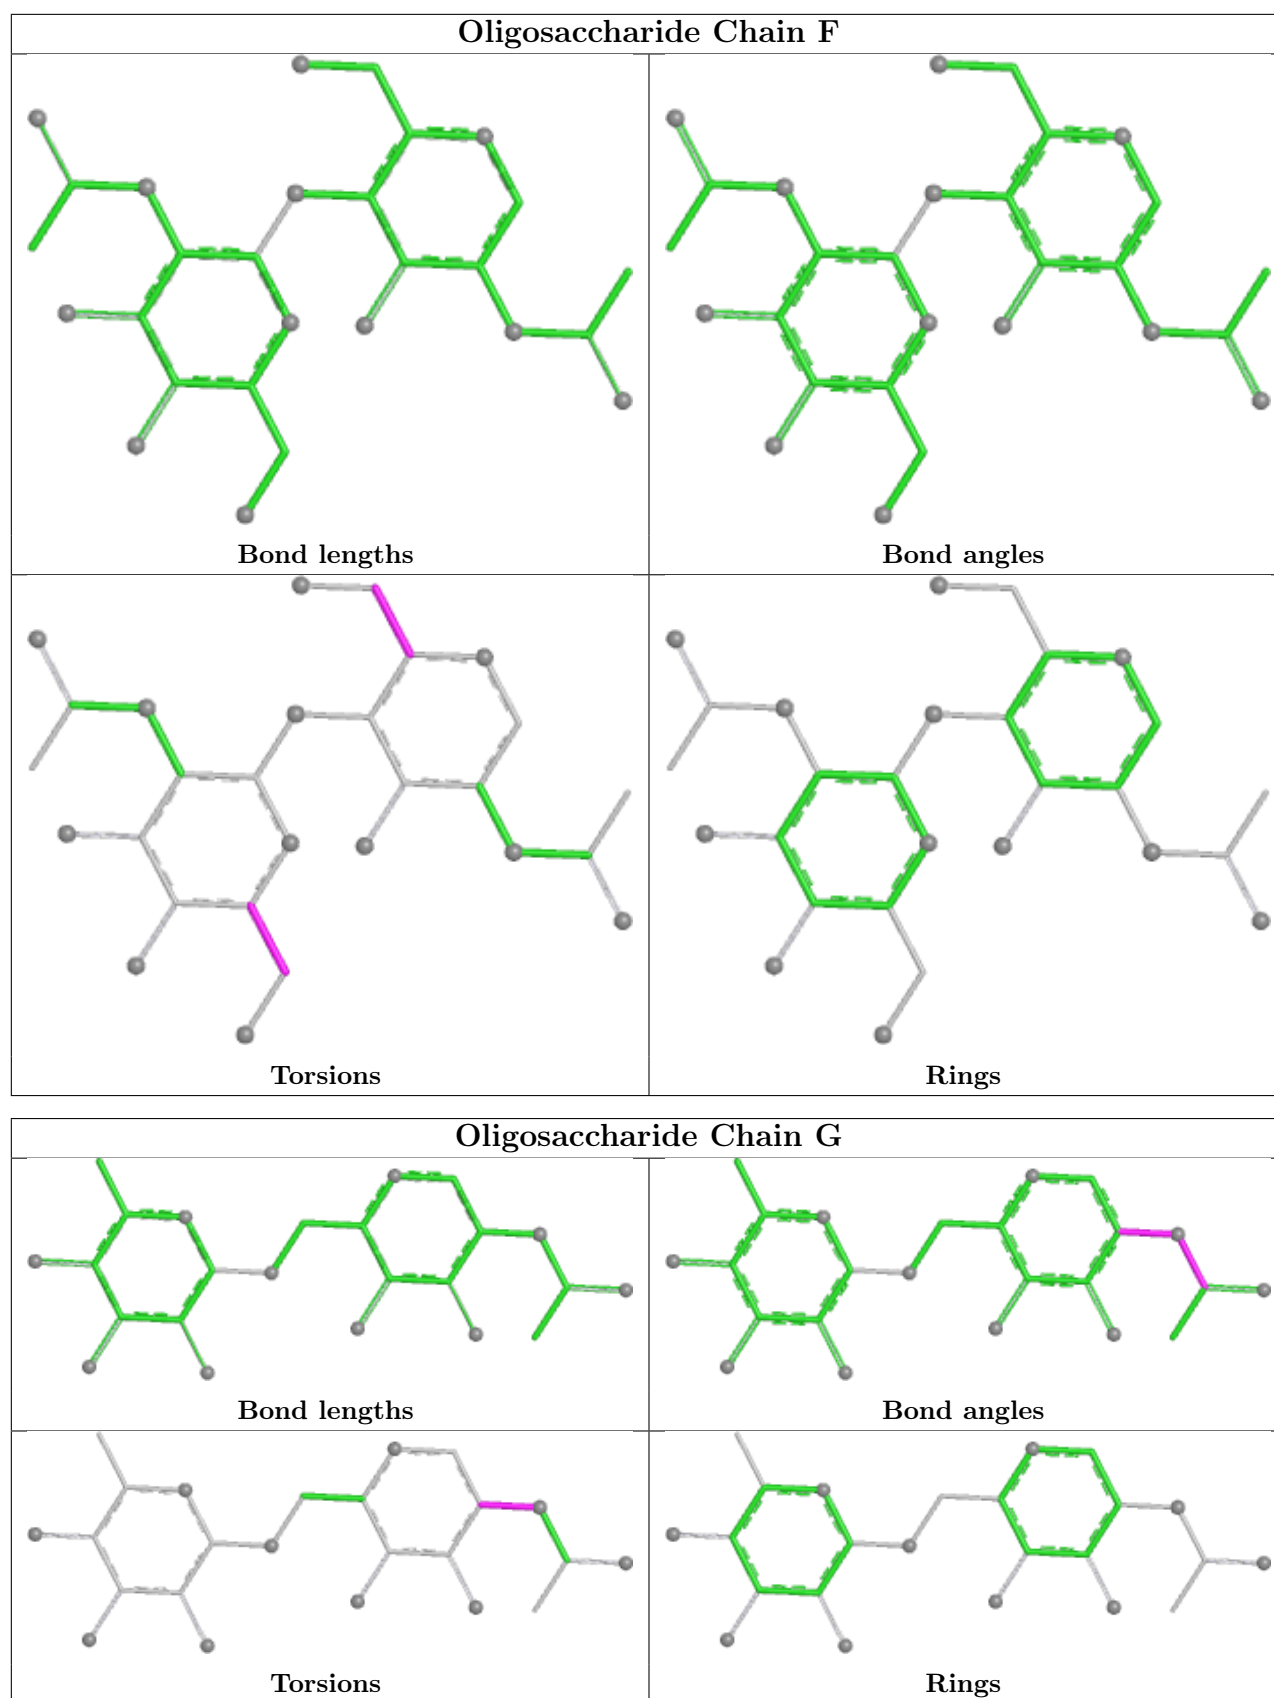 Oligosaccharide Chain F
Bond lengths
Bond angles
Torsions
Rings
Oligosaccharide Chain G
Bond lengths
Bond angles
Torsions
Rings